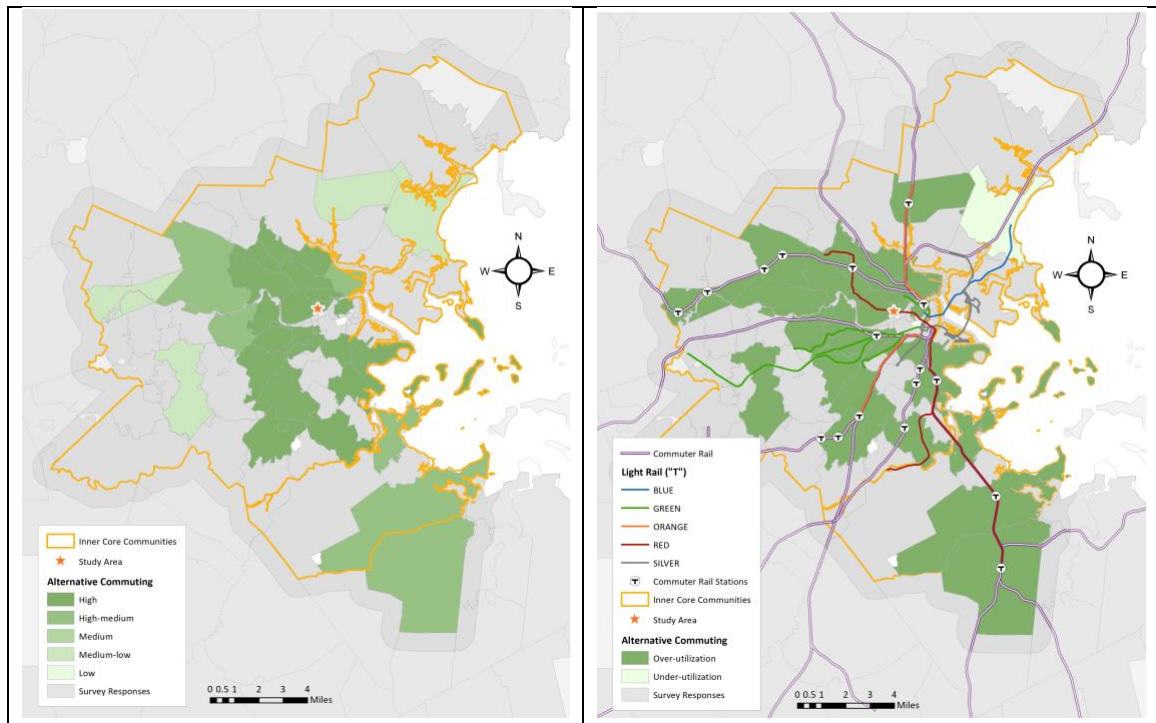 N
W E
S
Inner Core Communities
Study Area
Alternative Commuting
High
High-medium
Medium
Medium-low
Low
Survey Responses
0 0.5 1 2 3 4
Miles
N
W E
S
Commuter Rail
Light Rail ("T")
BLUE
GREEN
ORANGE
RED
SILVER
T Commuter Rail Stations
Inner Core Communities
Study Area
Alternative Commuting
Over-utilization
Under-utilization
Survey Responses
0 0.5 1 2 3 4
Miles